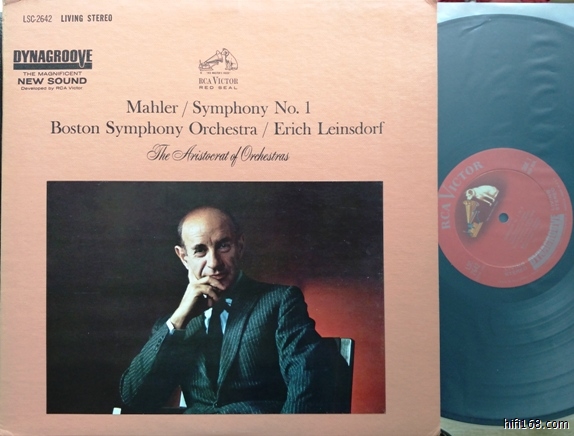 LSC-2642 LIVING STEREO
DYNAGROOVE
THE MAGNIFICENT
NEW SOUND
Developed by RCA Victor
RCA VICTOR
RED SEAL
Mahler / Symphony No. 1
Boston Symphony Orchestra / Erich Leinsdorf
The Aristocrat of Orchestras
RCA VICTOR
hifi168.com